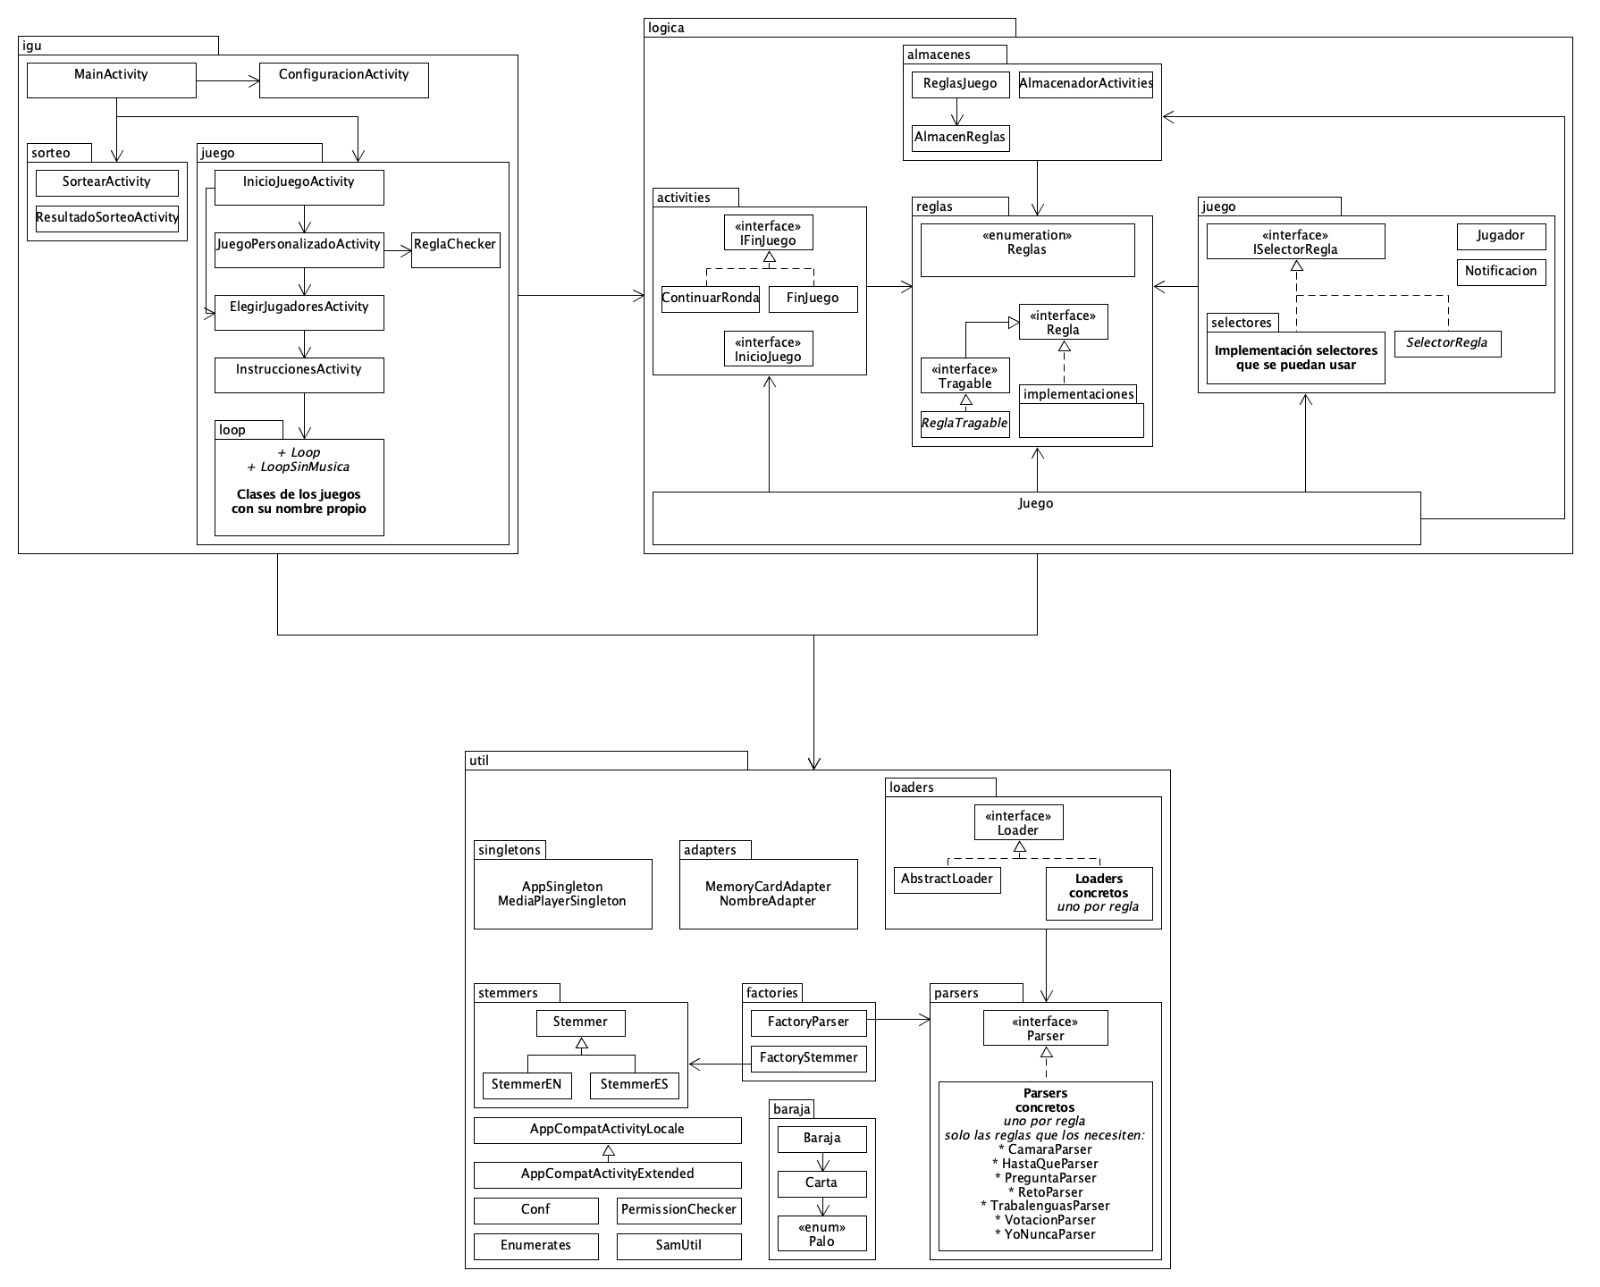 igu
MainActivity
ConfiguracionActivity
sorteo
SortearActivity
ResultadoSorteoActivity
juego
InicioJuegoActivity
JuegoPersonalizadoActivity
ReglaChecker
ElegirJugadoresActivity
InstruccionesActivity
loop
+ Loop
+ LoopSinMusica
Clases de los juegos
con su nombre propio
logica
almacenes
ReglasJuego
AlmacenadorActivities
AlmacenReglas
activities
«interface»
IFinJuego
ContinuarRonda
FinJuego
«interface»
InicioJuego
reglas
«enumeration»
Reglas
«interface»
Regla
«interface»
Tragable
ReglaTragable
implementaciones
juego
«interface»
ISelectorRegla
Jugador
Notificacion
selectores
Implementación selectores
que se puedan usar
SelectorRegla
Juego
util
loaders
«interface»
Loader
AbstractLoader
Loaders
concretos
uno por regla
singletons
AppSingleton
MediaPlayerSingleton
adapters
MemoryCardAdapter
NombreAdapter
stemmers
Stemmer
StemmerEN
StemmerES
factories
FactoryParser
FactoryStemmer
parsers
«interface»
Parser
Parsers
concretos
uno por regla
solo las reglas que los necesiten:
* CamaraParser
* HastaQueParser
* PreguntaParser
* RetoParser
* TrabalenguasParser
* VotacionParser
* YoNuncaParser
AppCompatActivityLocale
AppCompatActivityExtended
Conf
PermissionChecker
Enumerates
SamUtil
baraja
Baraja
Carta
«enum»
Palo